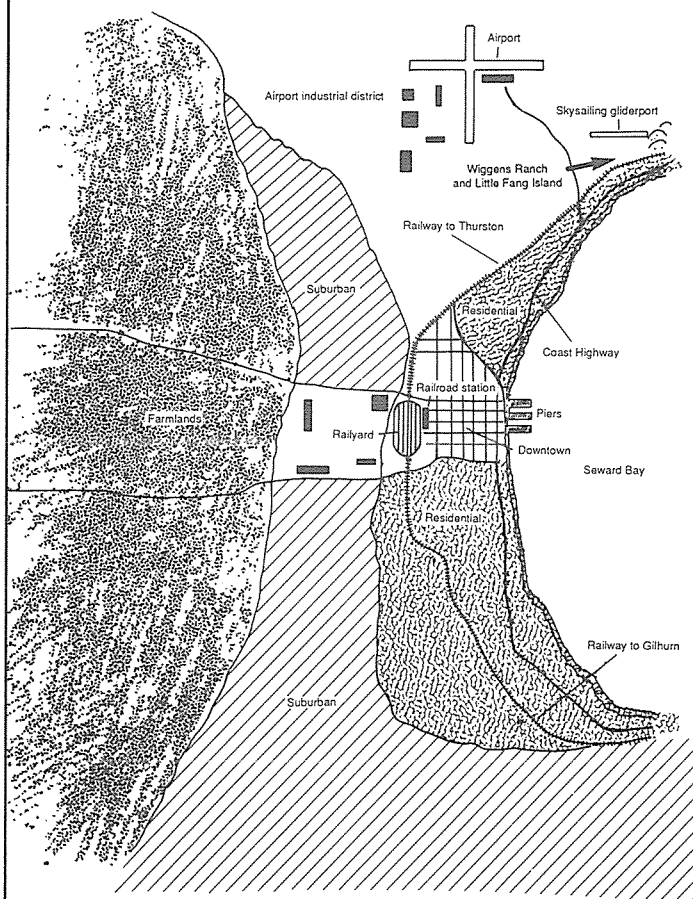 Airport
Airport industrial district
Skysailing gliderport
Wiggens Ranch
and Little Fang Island
Railway to Thurston
Suburban
Residential
Coast Highway
Railroad station
Farmlands
Piers
Railyard
Downtown
Seward Bay
Residential
Railway to Gilhurn
Suburban